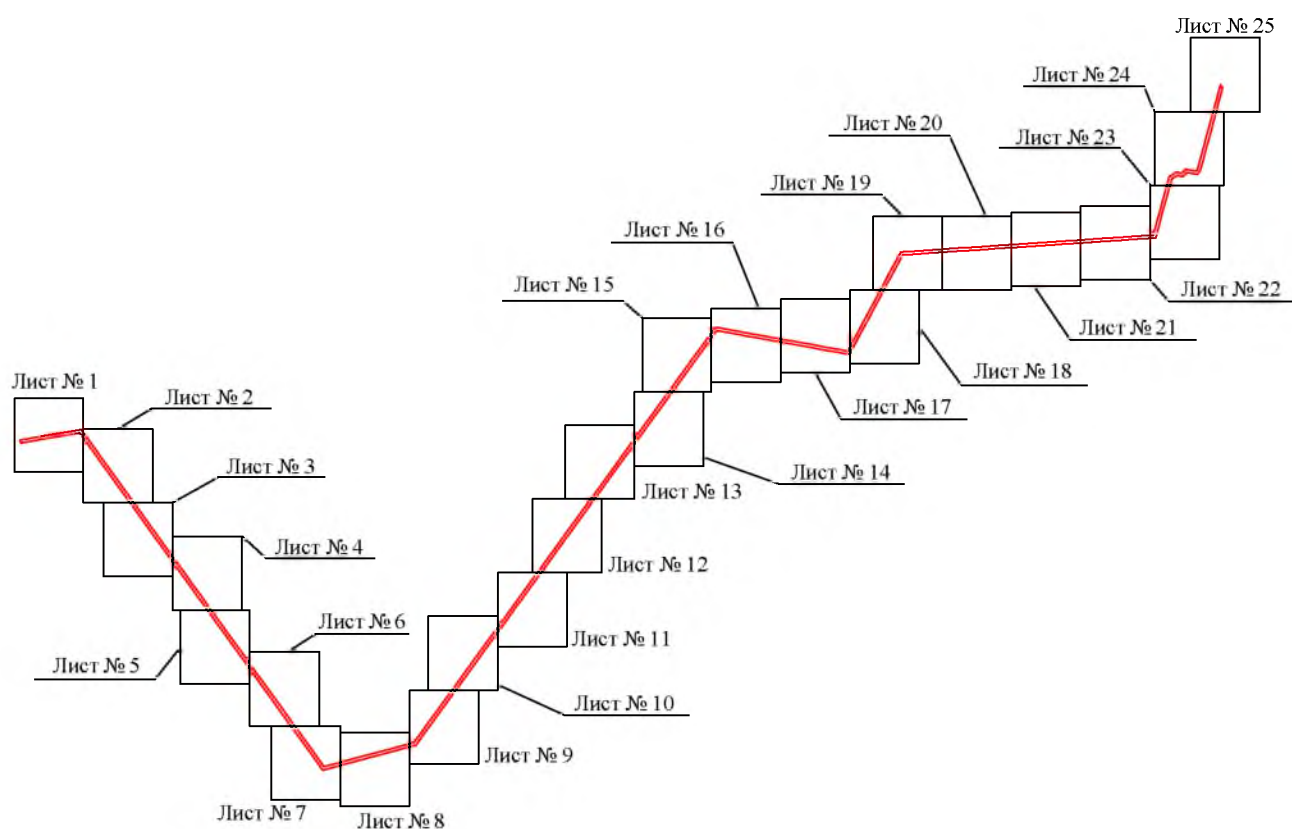 Лист № 25
Лист № 24
Лист № 20
Лист № 23
Лист № 19
Лист № 16
Лист № 15
Лист № 22
Лист № 21
Лист № 18
Лист № 1
Лист № 2
Лист № 17
Лист № 3
Лист № 14
Лист № 13
Лист № 4
Лист № 12
Лист № 6
Лист № 11
Лист № 5
Лист № 10
Лист № 9
Лист № 7
Лист № 8